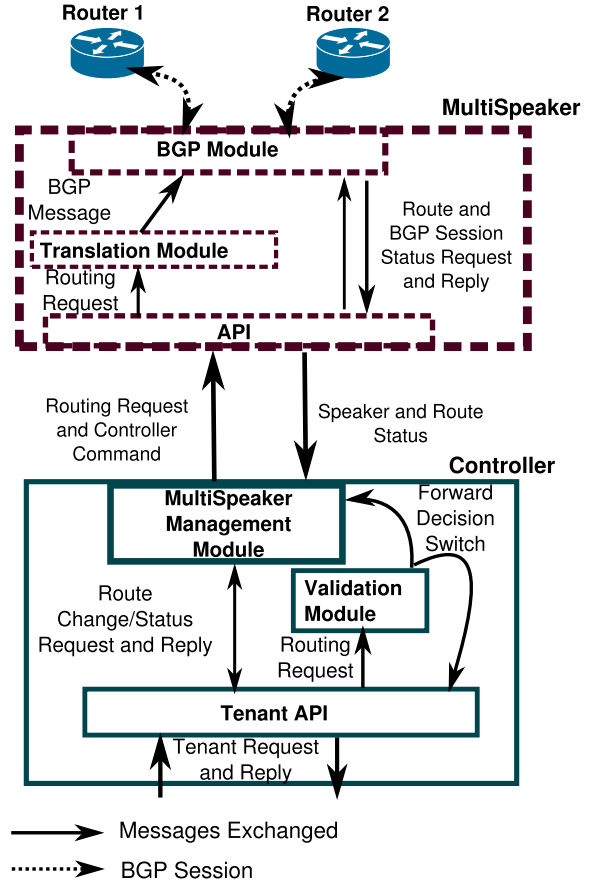 Router 1
Router 2
MultiSpeaker
BGP Module
BGP
Message
Route and
BGP Session
Status Request
and Reply
Translation Module
Routing
Request
API
Routing Request
and Controller
Command
Speaker and Route
Status
Controller
MultiSpeaker
Management
Module
Forward
Decision
Switch
Validation
Module
Route
Change/Status
Request and Reply
Routing
Request
Tenant API
Tenant Request
and Reply
Messages Exchanged
BGP Session